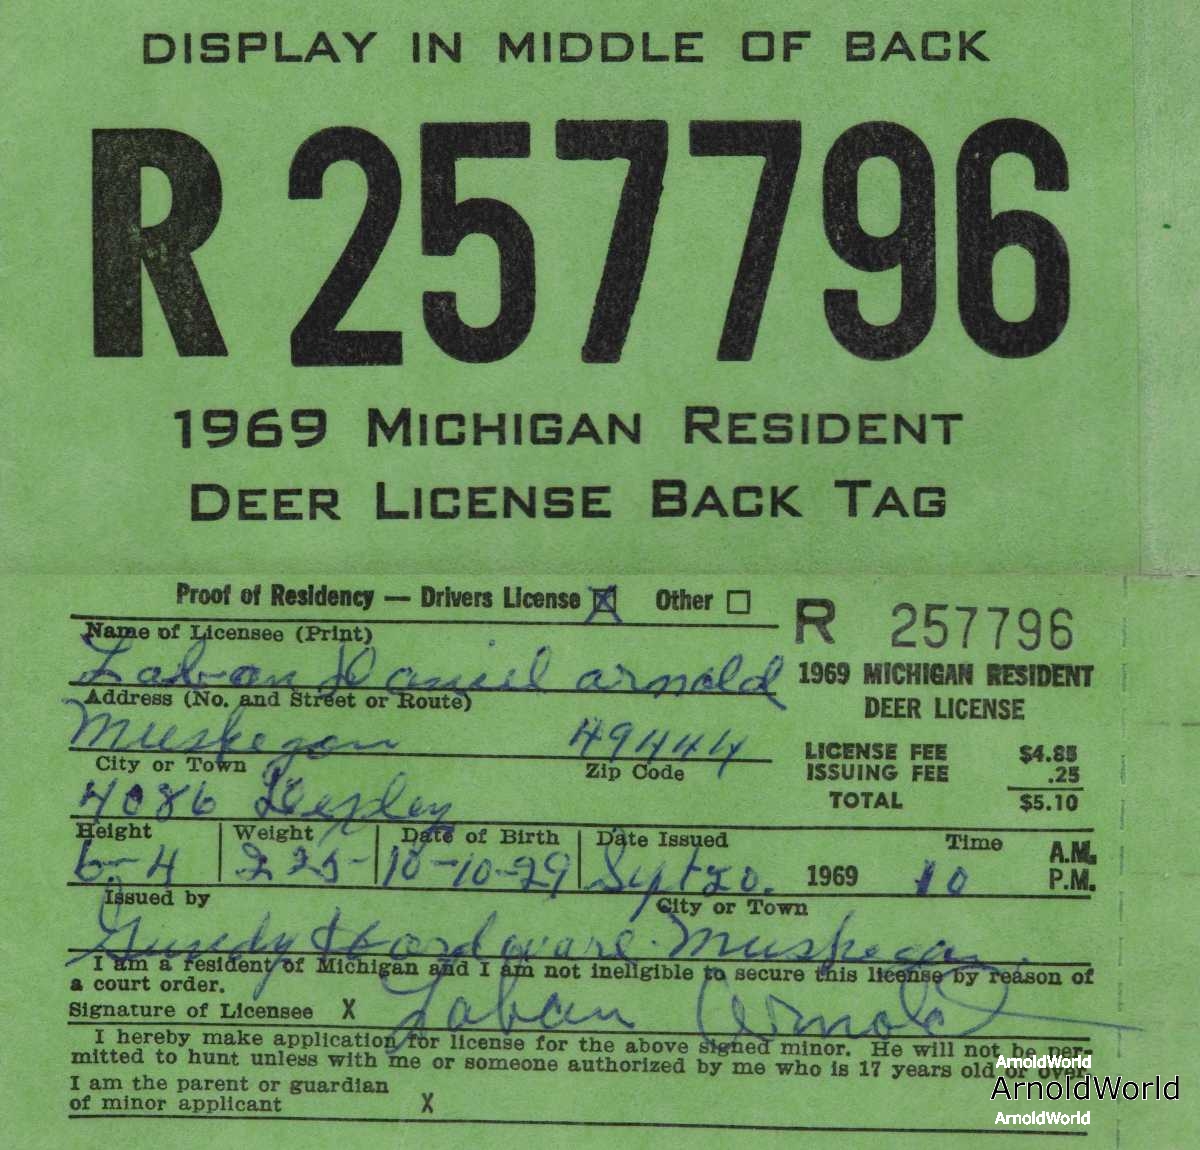 DISPLAY IN MIDDLE OF BACK
R 257796
1969 MICHIGAN RESIDENT
DEER LICENSE BACK TAG
Proof of Residency — Drivers License ☒ Other ☐
R 257796
Name of Licensee (Print)
Laban Daniel Arnold
1969 MICHIGAN RESIDENT
DEER LICENSE
Address (No. and Street or Route)
Muskegon 49444
City or Town Zip Code
LICENSE FEE $4.85
ISSUING FEE .25
TOTAL $5.10
4086
Height Weight Date of Birth Date Issued Time A.M.
6-4 225- 10-10-29 Sept 20. 1969 10 P.M.
Issued by City or Town
Hardware. Muskegon.
I am a resident of Michigan and I am not ineligible to secure this license by reason of
a court order.
Signature of Licensee X Laban Arnold
I hereby make application for license for the above signed minor. He will not be per-
mitted to hunt unless with me or someone authorized by me who is 17 years old or over.
I am the parent or guardian
of minor applicant X
ArnoldWorld
ArnoldWorld
ArnoldWorld